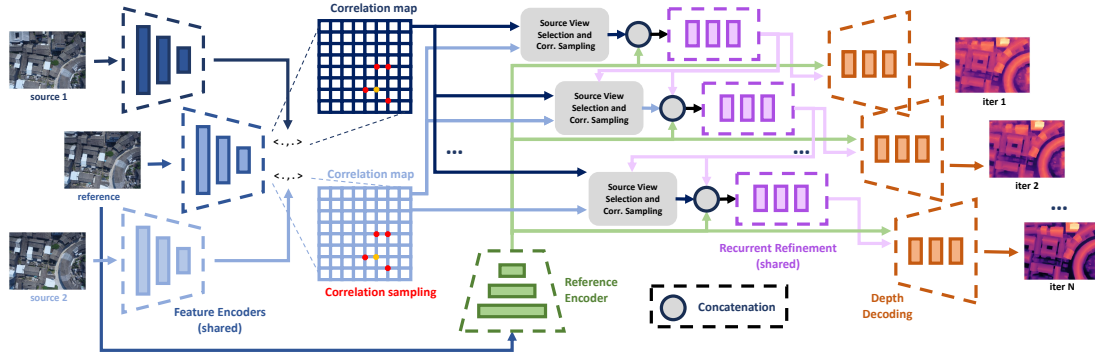 source 1
reference
source 2
Feature Encoders
(shared)
Correlation map
Correlation map
Correlation sampling
Source View
Selection and
Corr. Sampling
Source View
Selection and
Corr. Sampling
...
Source View
Selection and
Corr. Sampling
...
Reference
Encoder
Recurrent Refinement
(shared)
Concatenation
Depth
Decoding
iter 1
iter 2
...
iter N